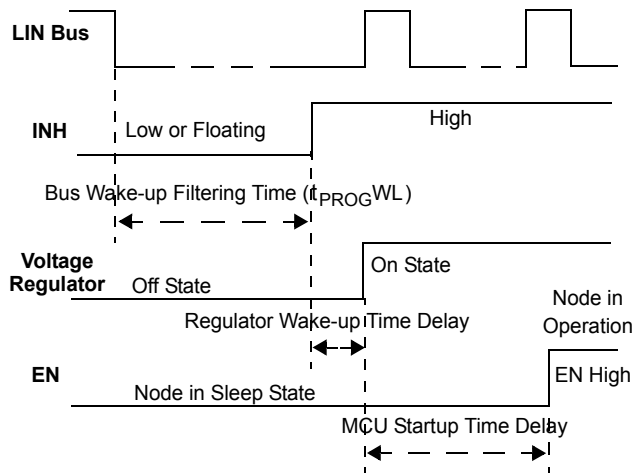 LIN Bus
INH
Low or Floating
High
Bus Wake-up Filtering Time (tPROGWL)
Voltage
Regulator
Off State
On State
Regulator Wake-up Time Delay
Node in
Operation
EN
Node in Sleep State
EN High
MCU Startup Time Delay